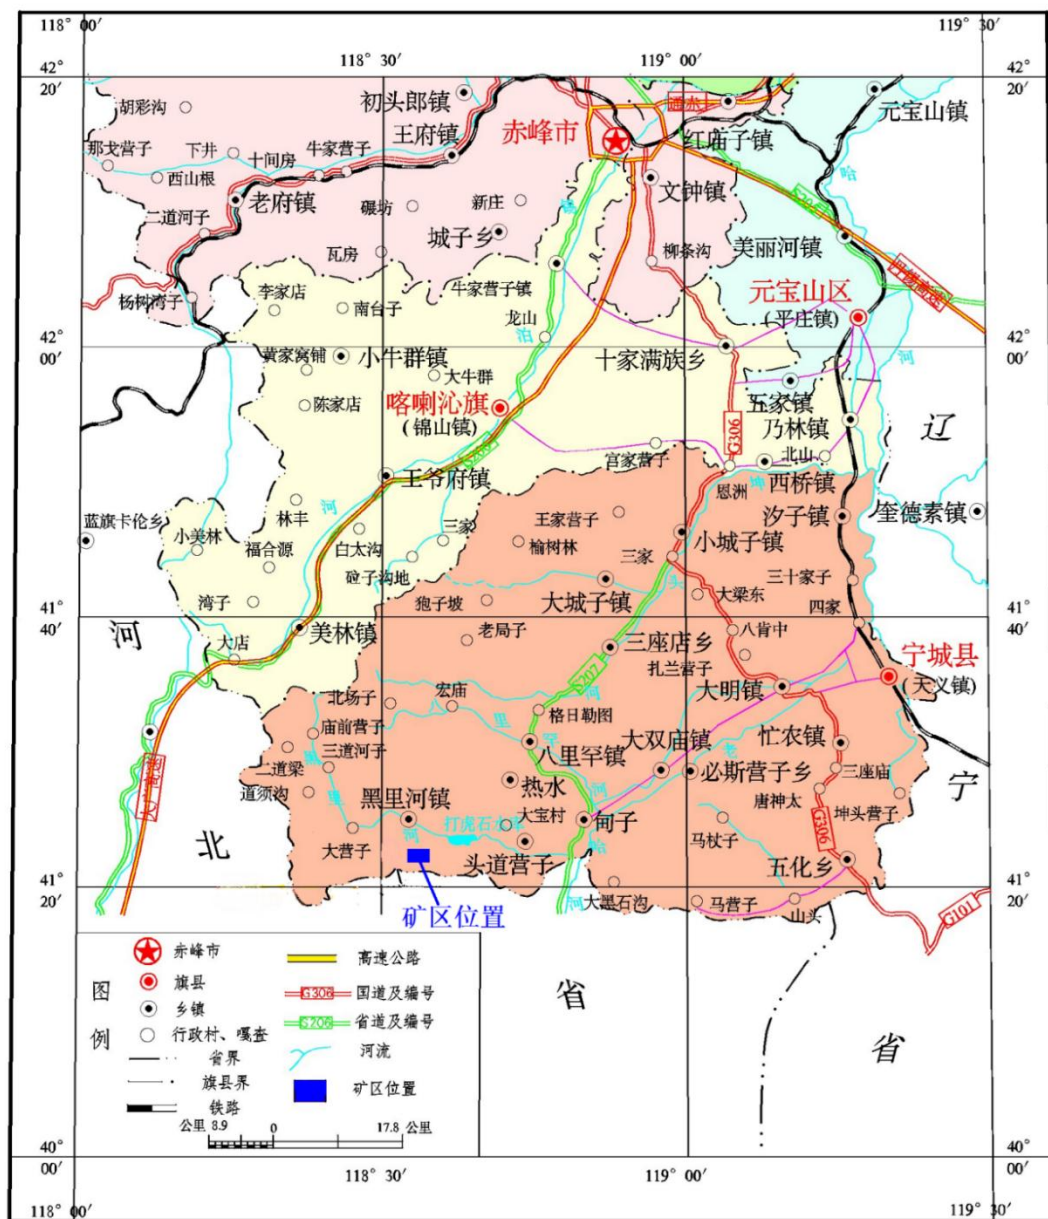 118° 00′
119° 30′
118° 30′
119° 00′
42°
20′
42°
20′
初头郎镇
元宝山镇
胡彩沟
通赤
王府镇
赤峰市
红庙子镇
那戈营子
下井
牛家营子
十间房
哈
西山根
文钟镇
老府镇
碾坊
新庄
二道河子
城子乡
美丽河镇
柳条沟
瓦房
元宝山区
杨树湾子
李家店
牛家营子镇
南台子
(平庄镇)
龙山
泊
42°
00′
42°
00′
黄家窝铺
小牛群镇
十家满族乡
河
大牛群
五家镇
陈家店
喀喇沁旗
(锦山镇)
乃林镇
辽
G306
宫家营子
北山
王爷府镇
恩洲
西桥镇
林丰
河
王家营子
汐子镇
奎德素镇
蓝旗卡伦乡
小美林
三家
小城子镇
福合源
白太沟
榆树林
三家
三十家子
碰子沟地
头
大城子镇
大梁东
湾子
狍子坡
四家
41°
40′
41°
40′
河
美林镇
老局子
八肯中
大店
三座店乡
宁城县
扎兰营子
(天义镇)
S207
大明镇
北场子
宏庙
河
八
里
格日勒图
庙前营子
罕
大双庙镇
忙农镇
三道河子
八里罕镇
老
二道梁
黑
热水
河
必斯营子乡
三座庙
宁
道须沟
里
唐神太
黑里河镇
大宝村
坤头营子
甸子
G306
北
河
打虎石水库
马杖子
大营子
头道营子
哈
五化乡
41°
20′
41°
20′
矿区位置
河
大黑石沟
马营子
山头
G101
赤峰市
高速公路
旗县
G306
国道及编号
省
图
乡镇
S206
省道及编号
例
行政村、嘎查
省界
河流
省
旗县界
矿区位置
铁路
公里 8.9
0
17.8 公里
40°
00′
40°
00′
118° 30′
119° 00′
118° 00′
119° 30′